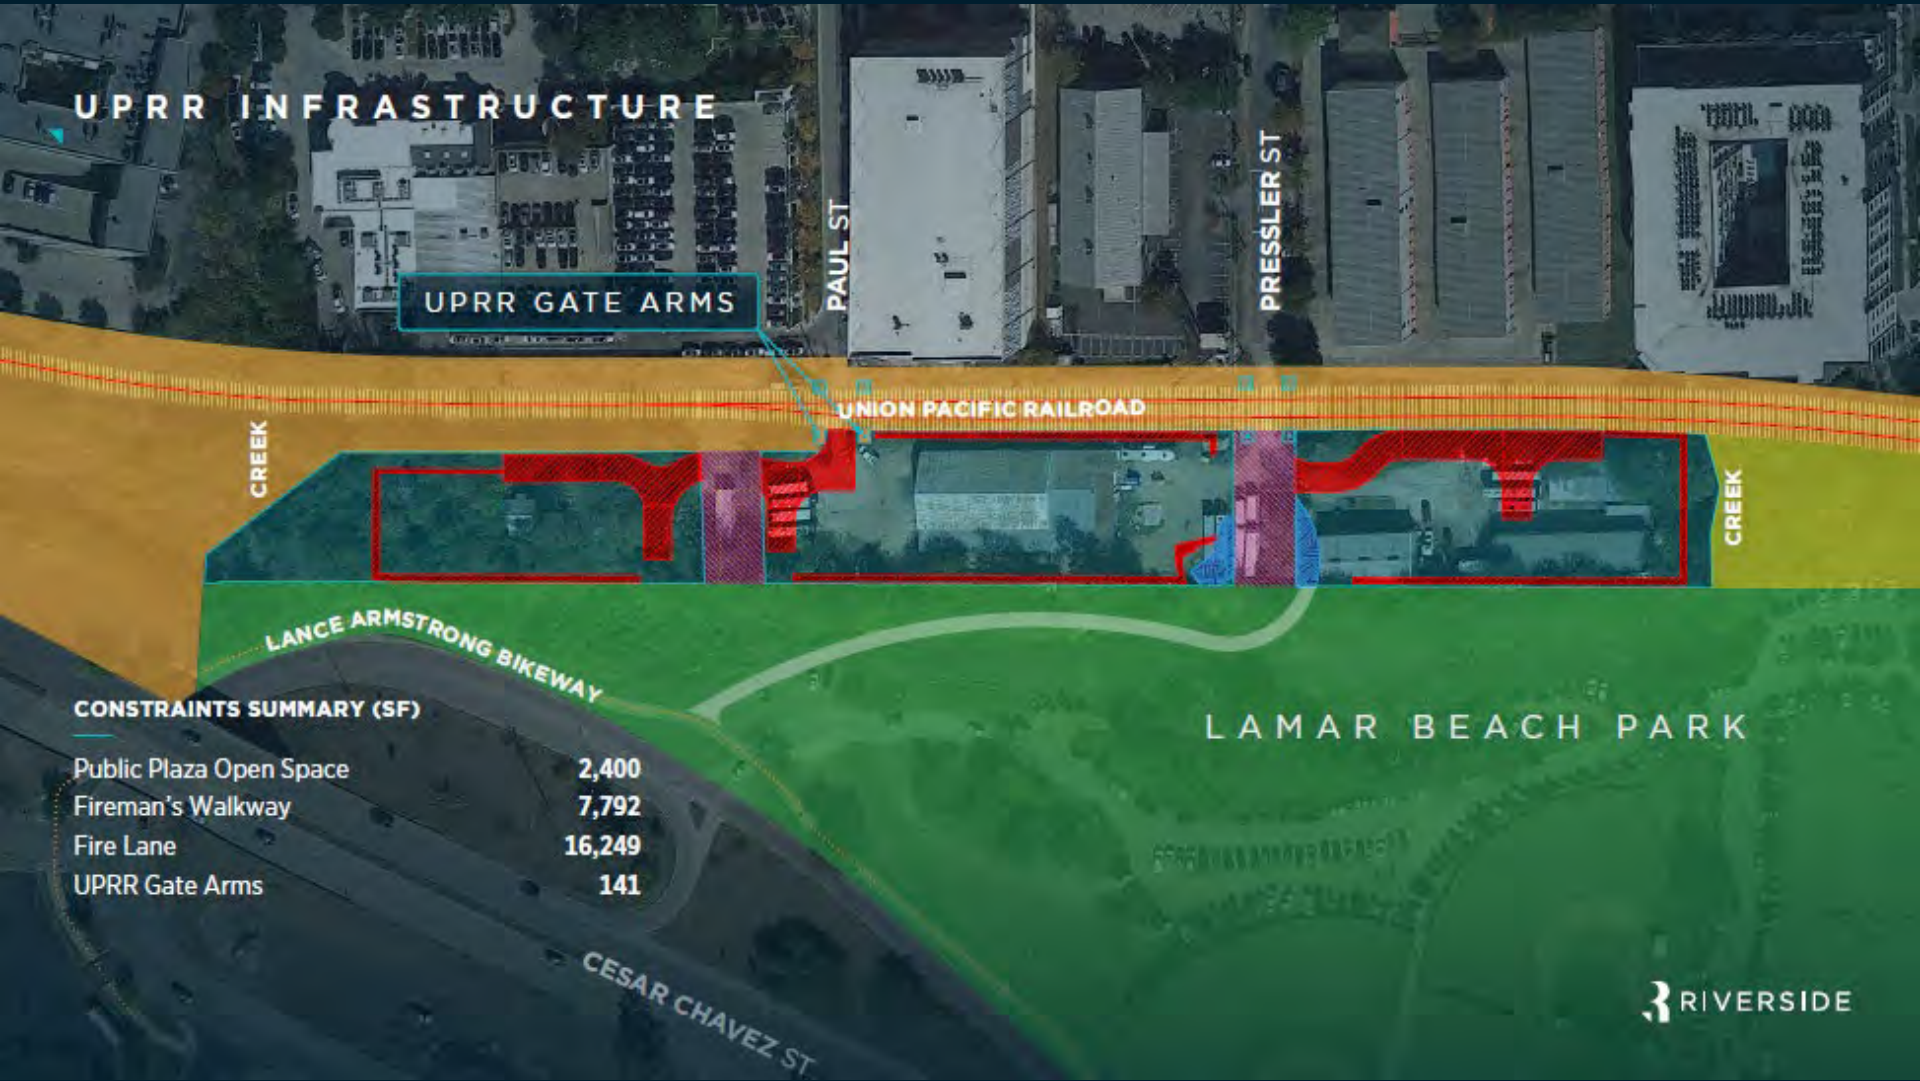 UPRR INFRASTRUCTURE
PAUL ST
PRESSLER ST
UPRR GATE ARMS
UNION PACIFIC RAILROAD
CREEK
CREEK
LANCE ARMSTRONG BIKEWAY
LAMAR BEACH PARK
CONSTRAINTS SUMMARY (SF)
Public Plaza Open Space 2,400
Fireman's Walkway 7,792
Fire Lane 16,249
UPRR Gate Arms 141
CESAR CHAVEZ ST
RIVERSIDE